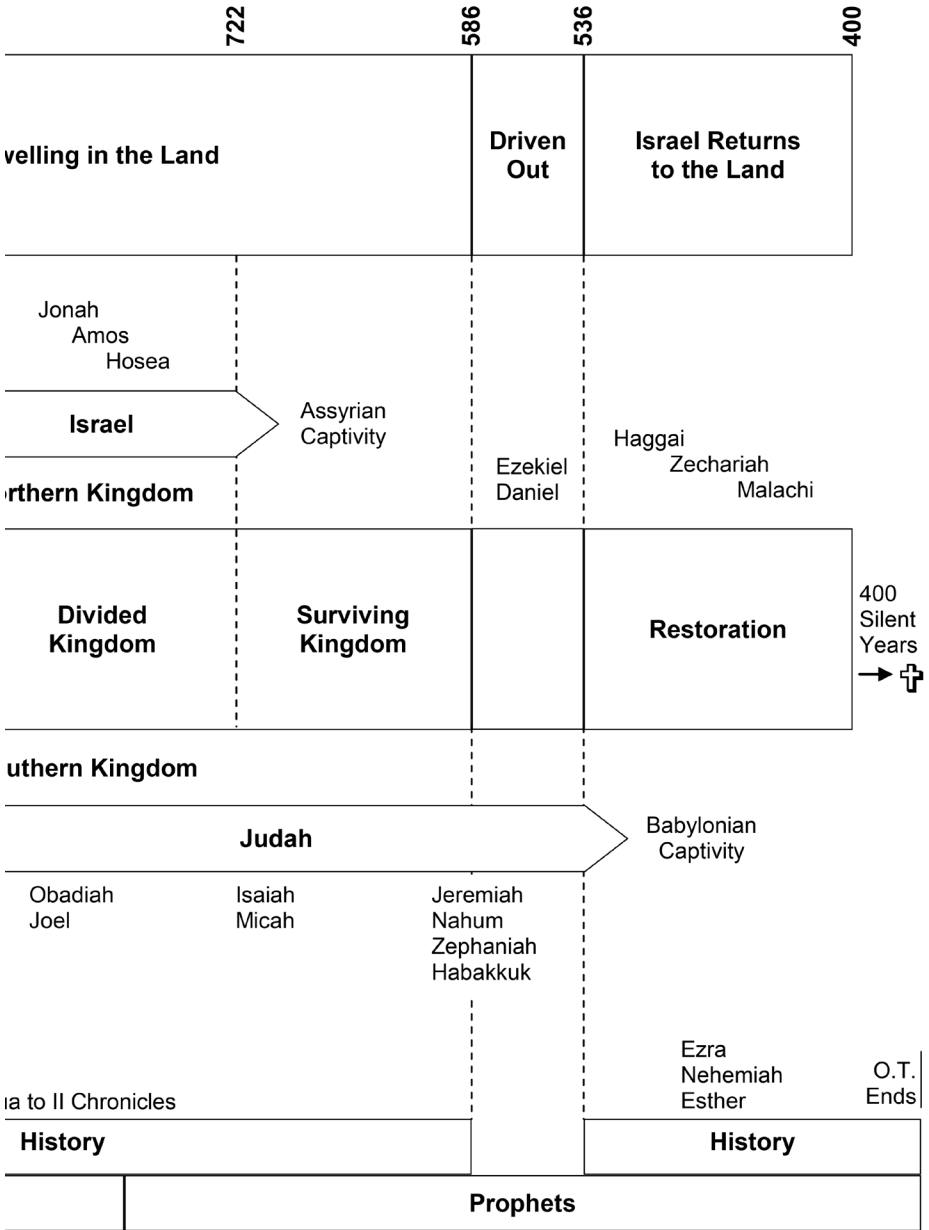 722
586
536
400
welling in the Land
Driven
Out
Israel Returns
to the Land
Jonah
Amos
Hosea
Israel
Assyrian
Captivity
Haggai
Zechariah
Malachi
Ezekiel
Daniel
orthern Kingdom
Divided
Kingdom
Surviving
Kingdom
Restoration
400
Silent
Years
uthern Kingdom
Judah
Babylonian
Captivity
Obadiah
Joel
Isaiah
Micah
Jeremiah
Nahum
Zephaniah
Habakkuk
Ezra
Nehemiah
Esther
O.T.
Ends
ua to II Chronicles
History
History
Prophets